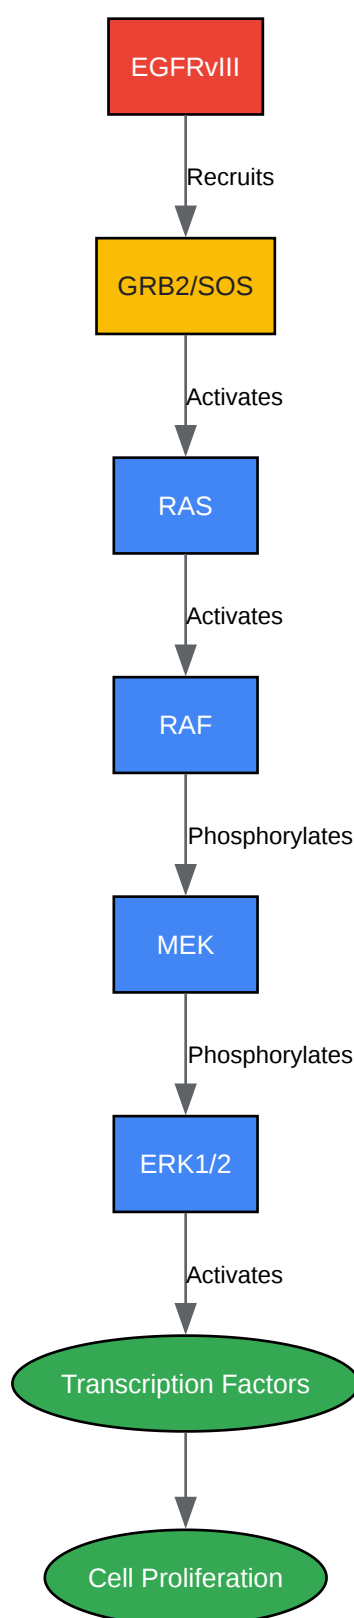 EGFRvIII
Recruits
GRB2/SOS
Activates
RAS
Activates
RAF
Phosphorylates
MEK
Phosphorylates
ERK1/2
Activates
Transcription Factors
Cell Proliferation